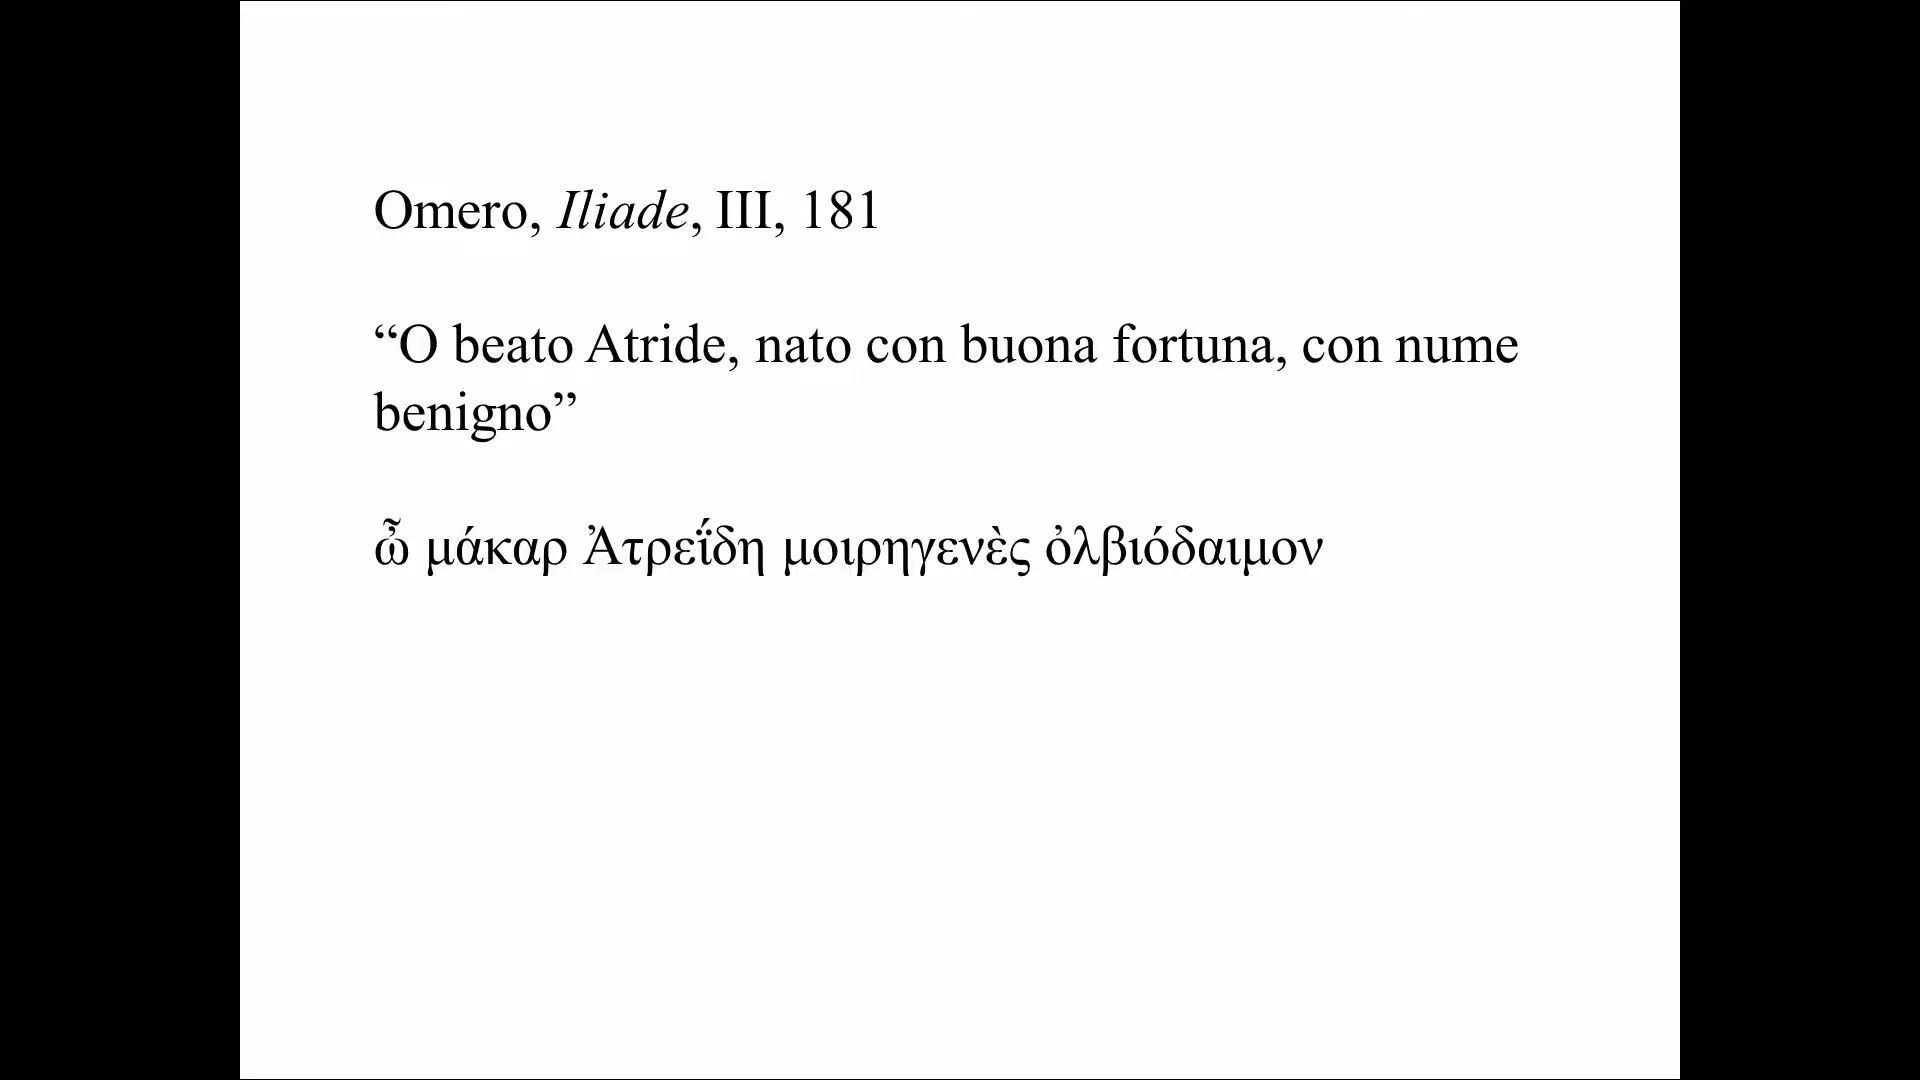 Omero, Iliade, III, 181
“O beato Atride, nato con buona fortuna, con nume
benigno”
ὦ μάκαρ Ἀτρεΐδη μοιρηγενὲς ὀλβιόδαιμον